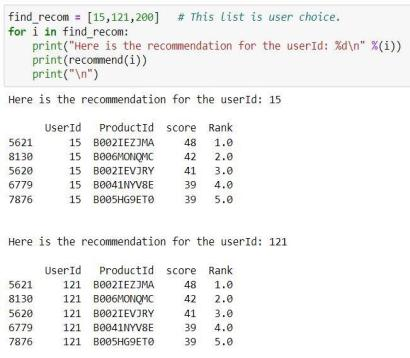 find_recom = [15,121,200]   # This list is user choice.
for i in find_recom:
    print("Here is the recommendation for the userId: %d\n" %(i))
    print(recommend(i))
    print("\n")
Here is the recommendation for the userId: 15
      UserId   ProductId  score  Rank
5621      15  B002IEZJMA     48   1.0
8130      15  B006MONQMC     42   2.0
5620      15  B002IEVJRY     41   3.0
6779      15  B0041NYV8E     39   4.0
7876      15  B005HG9ET0     39   5.0
Here is the recommendation for the userId: 121
      UserId   ProductId  score  Rank
5621     121  B002IEZJMA     48   1.0
8130     121  B006MONQMC     42   2.0
5620     121  B002IEVJRY     41   3.0
6779     121  B0041NYV8E     39   4.0
7876     121  B005HG9ET0     39   5.0